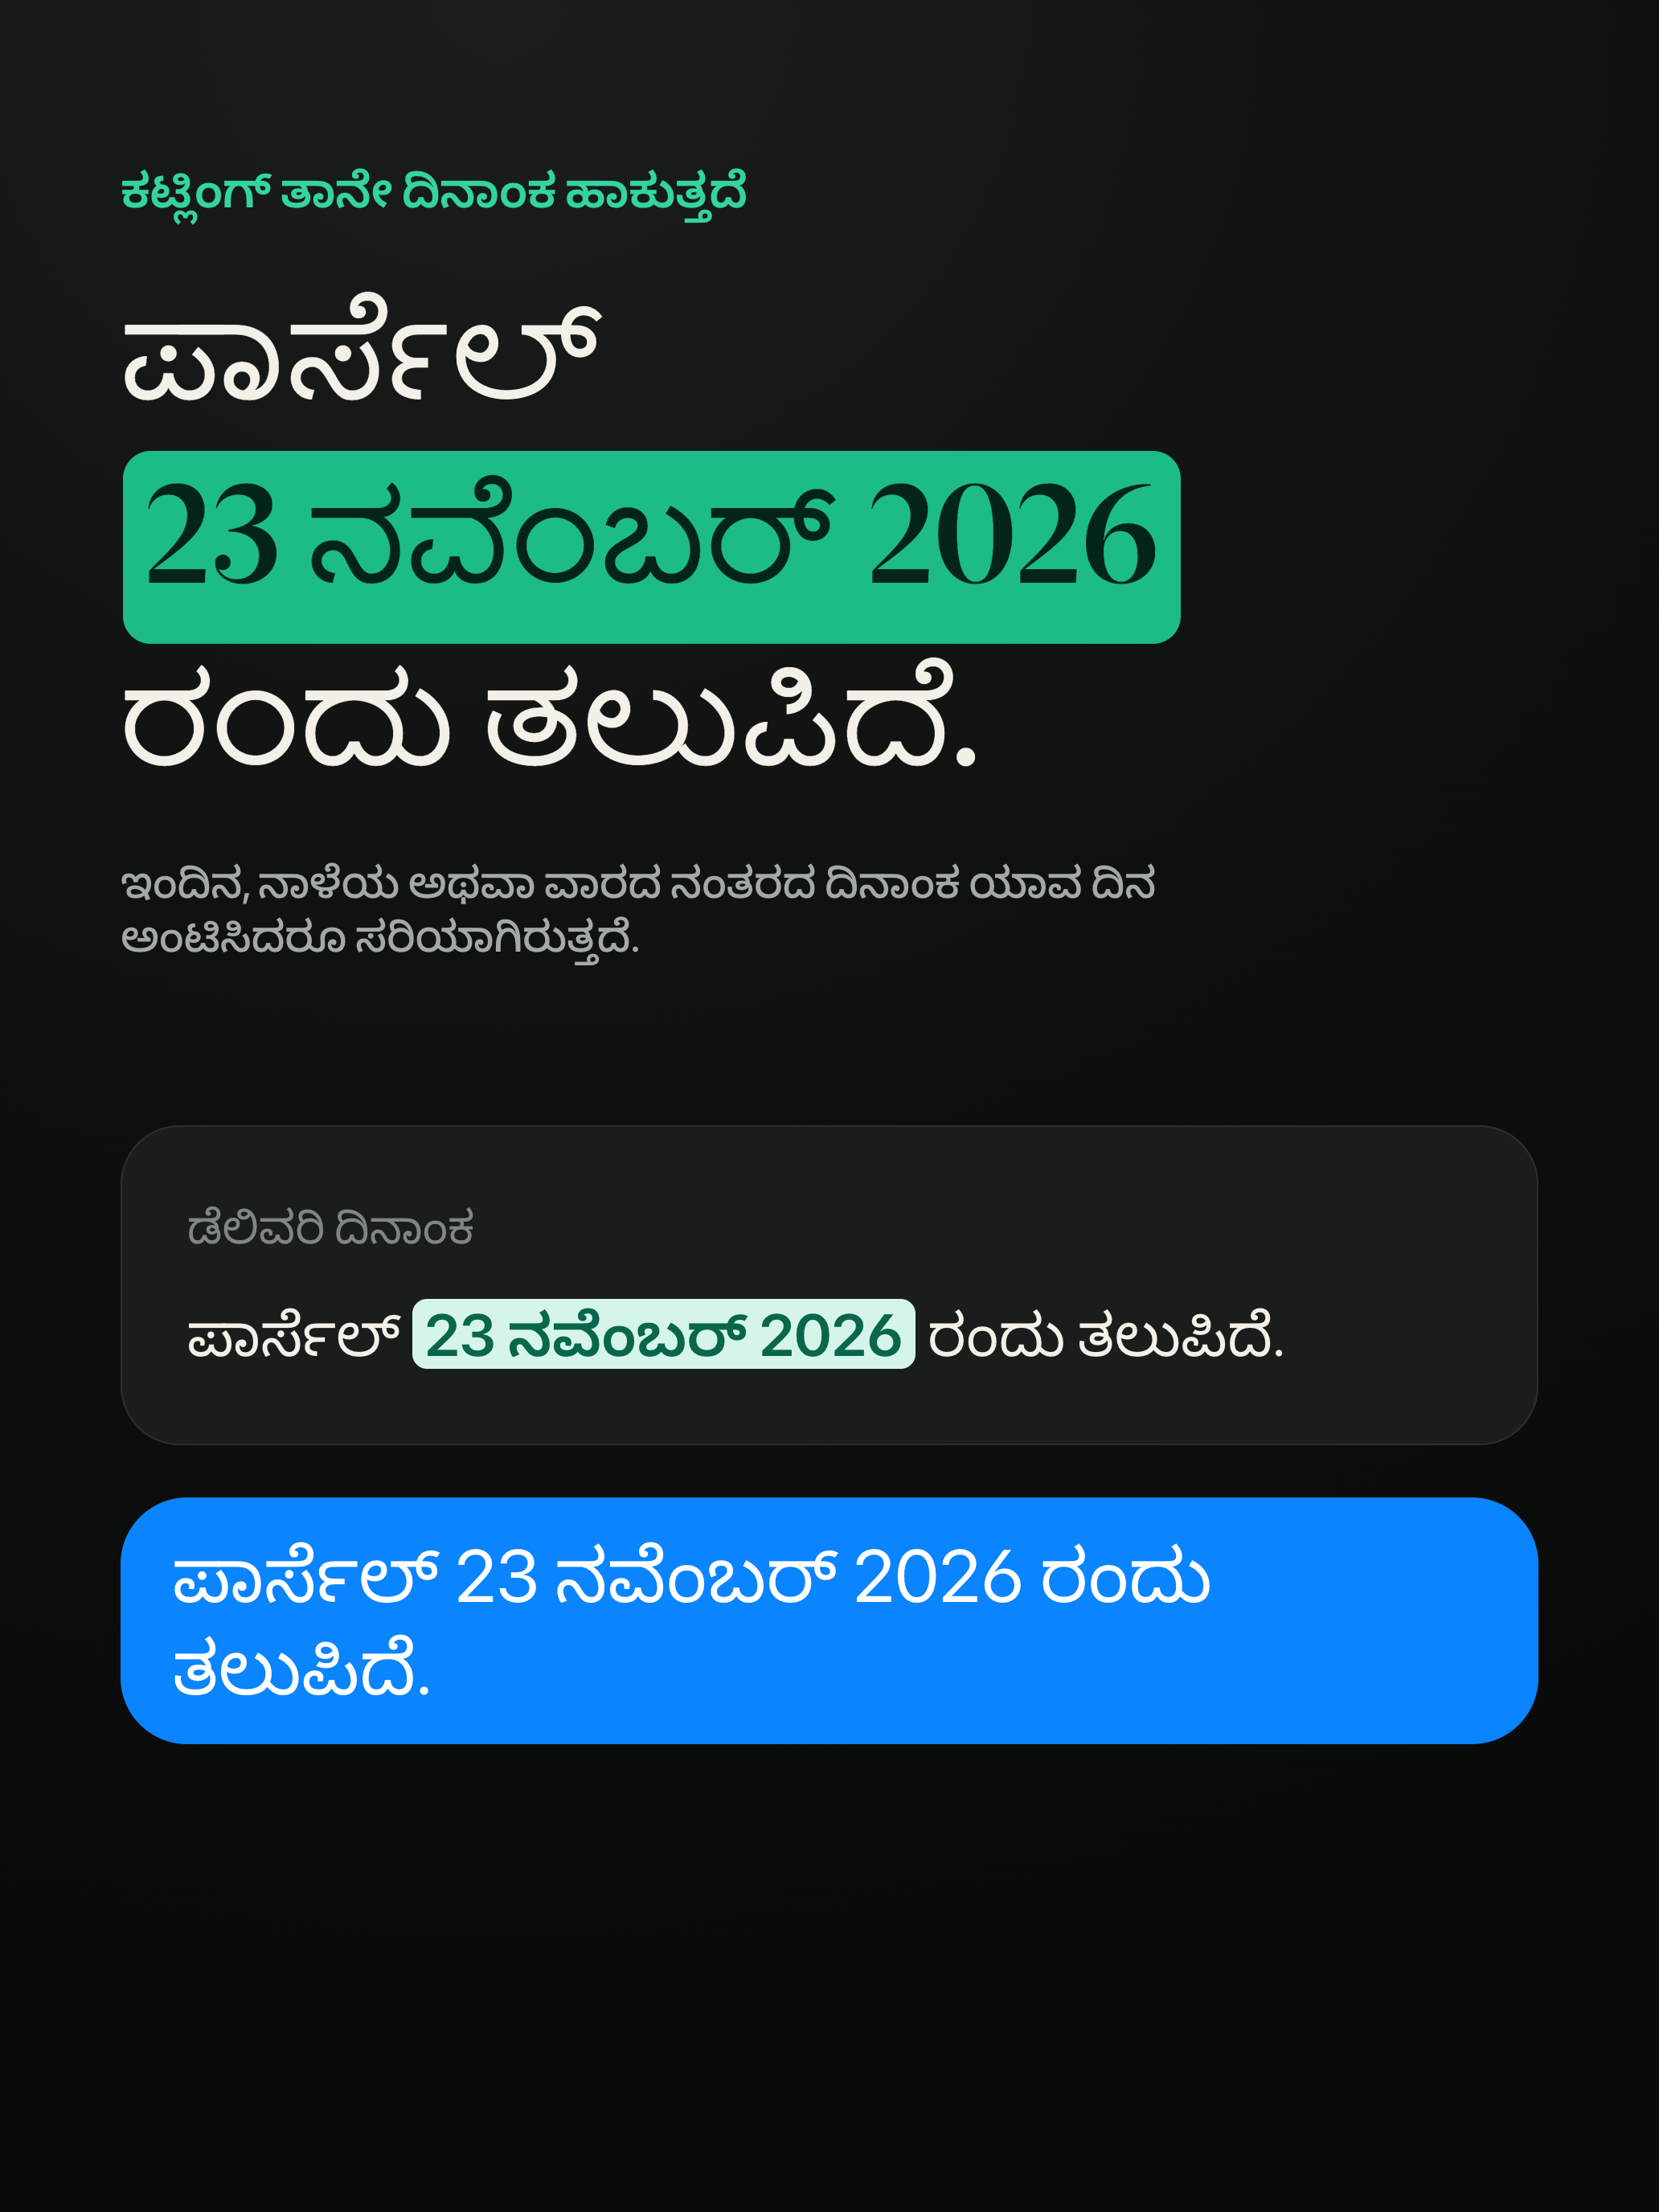 ಕಟ್ಲಿಂಗ್ ತಾನೇ ದಿನಾಂಕ ಹಾಕುತ್ತದೆ
ಪಾರ್ಸೆಲ್
23 ನವೆಂಬರ್ 2026
ರಂದು ತಲುಪಿದೆ.
ಇಂದಿನ, ನಾಳೆಯ ಅಥವಾ ವಾರದ ನಂತರದ ದಿನಾಂಕ ಯಾವ ದಿನ
ಅಂಟಿಸಿದರೂ ಸರಿಯಾಗಿರುತ್ತದೆ.
ಡೆಲಿವರಿ ದಿನಾಂಕ
ಪಾರ್ಸೆಲ್ 23 ನವೆಂಬರ್ 2026 ರಂದು ತಲುಪಿದೆ.
ಪಾರ್ಸೆಲ್ 23 ನವೆಂಬರ್ 2026 ರಂದು
ತಲುಪಿದೆ.